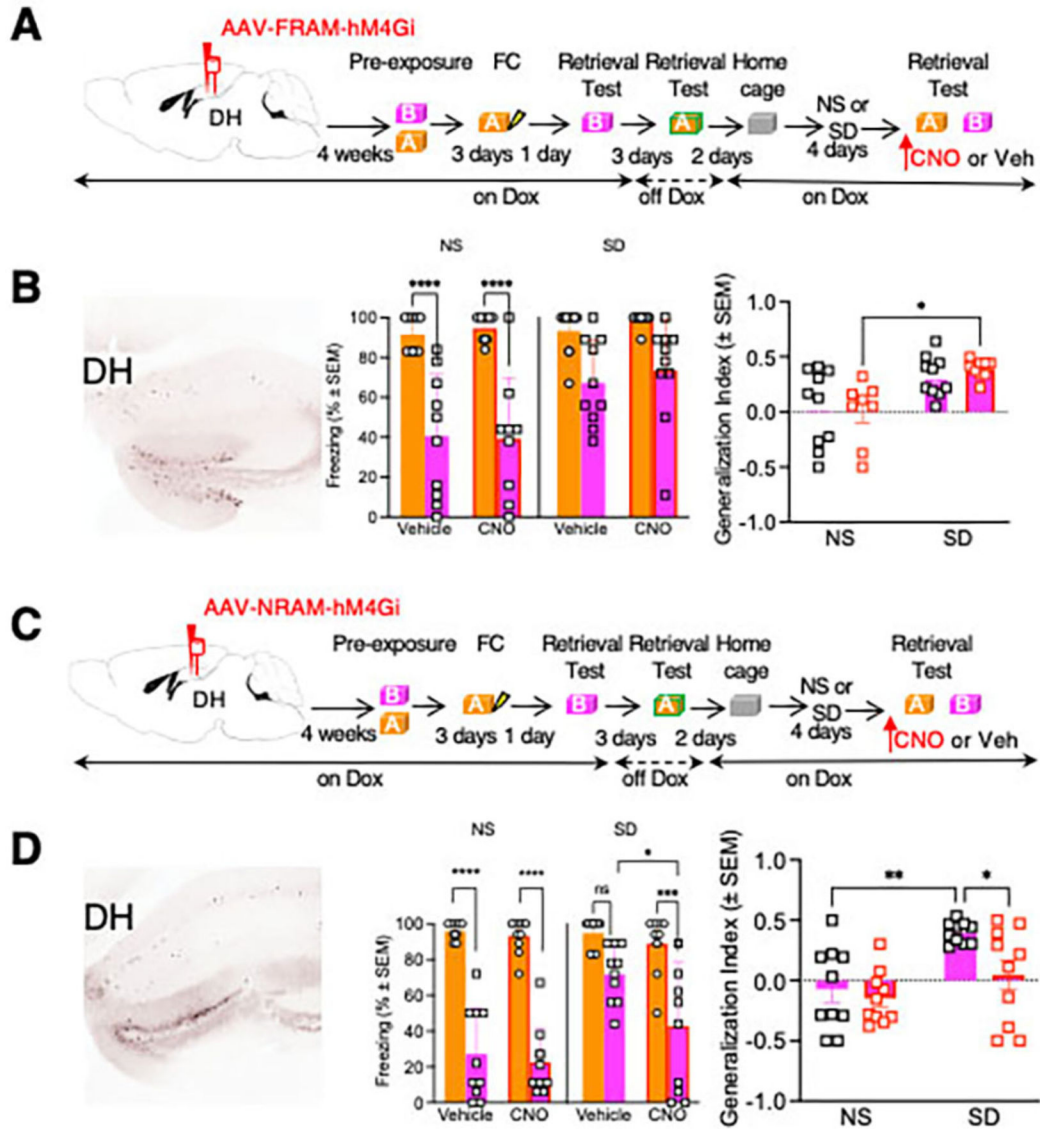 A
AAV-FRAM-hM4Gi
DH
Pre-exposure FC Retrieval Test Retrieval Test Home cage Retrieval Test
B A A B A NS or SD A B
4 weeks 3 days 1 day 3 days 2 days 4 days CNO or Veh
on Dox off Dox on Dox
B
DH
NS SD
**** ****
Freezing (% ± SEM)
100
80
60
40
20
0
Vehicle CNO Vehicle CNO
Generalization Index (± SEM)
*
1.0
0.5
0.0
-0.5
-1.0
NS SD
C
AAV-NRAM-hM4Gi
DH
Pre-exposure FC Retrieval Test Retrieval Test Home cage Retrieval Test
B A A B A NS or SD A B
4 weeks 3 days 1 day 3 days 2 days 4 days CNO or Veh
on Dox off Dox on Dox
D
DH
NS SD
**** **** ns * ***
Freezing (% ± SEM)
100
80
60
40
20
0
Vehicle CNO Vehicle CNO
Generalization Index (± SEM)
** *
1.0
0.5
0.0
-0.5
-1.0
NS SD